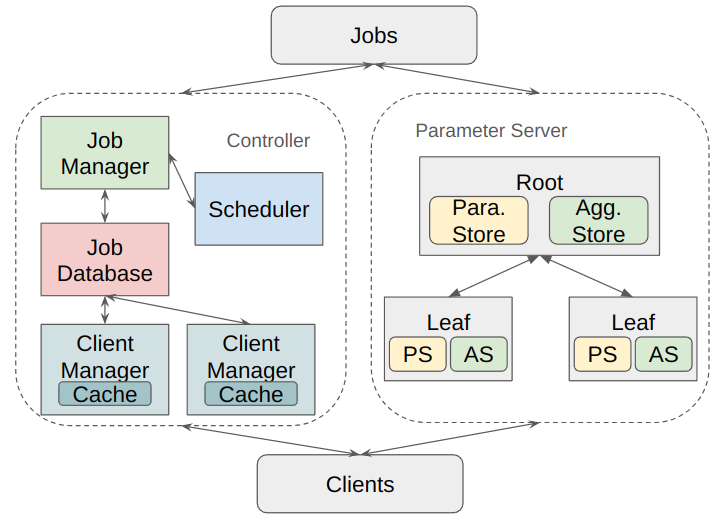 Jobs
Controller
Job
Manager
Scheduler
Job
Database
Client
Manager
Cache
Client
Manager
Cache
Parameter Server
Root
Para.
Store
Agg.
Store
Leaf
PS
AS
Leaf
PS
AS
Clients